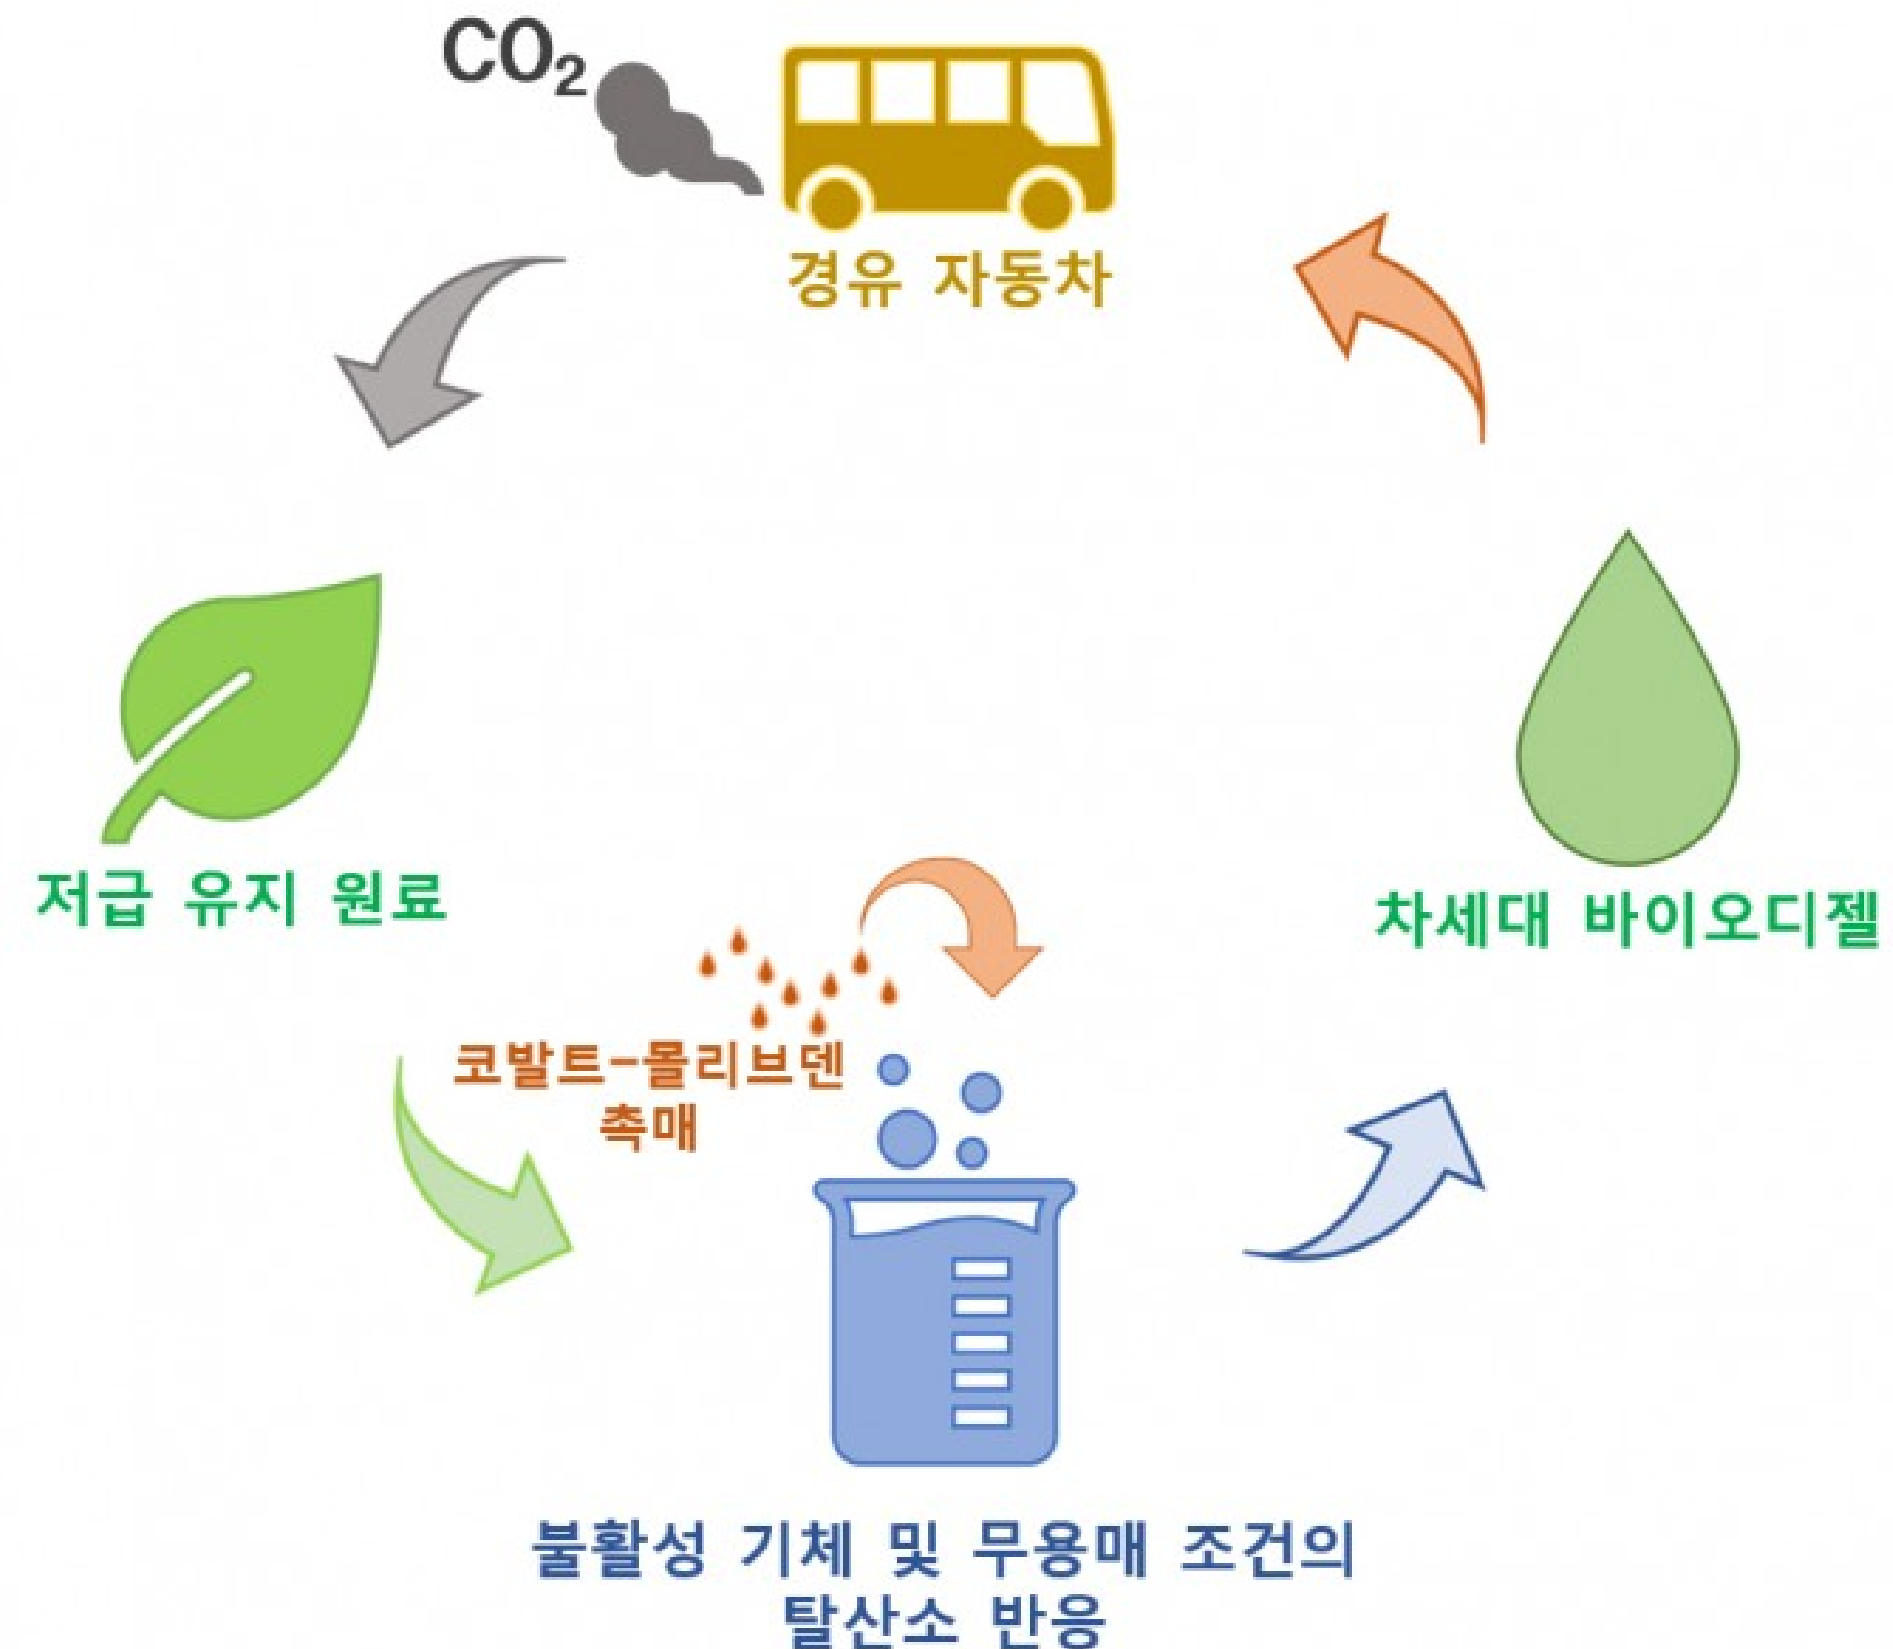 CO₂
경유 자동차
저급 유지 원료
차세대 바이오디젤
코발트-몰리브덴
촉매
불활성 기체 및 무용매 조건의
탈산소 반응